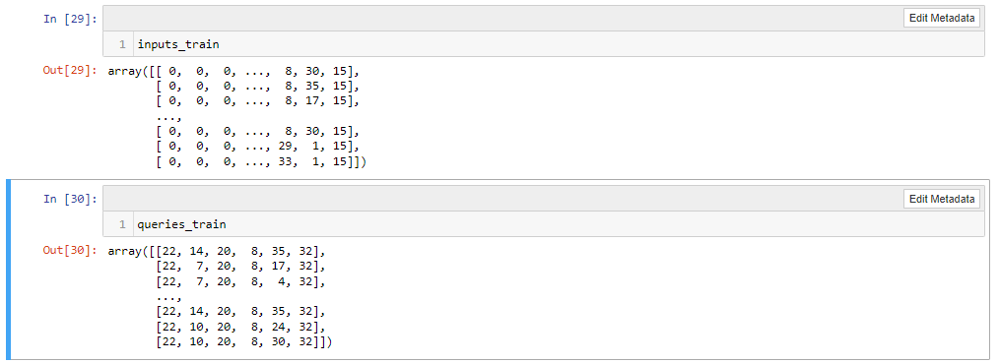 In [29]:
Edit Metadata
1 inputs_train
Out[29]: array([[ 0,  0,  0, ...,  8, 30, 15],
[ 0,  0,  0, ...,  8, 35, 15],
[ 0,  0,  0, ...,  8, 17, 15],
...,
[ 0,  0,  0, ...,  8, 30, 15],
[ 0,  0,  0, ..., 29,  1, 15],
[ 0,  0,  0, ..., 33,  1, 15]])
In [30]:
Edit Metadata
1 queries_train
Out[30]: array([[22, 14, 20,  8, 35, 32],
[22,  7, 20,  8, 17, 32],
[22,  7, 20,  8,  4, 32],
...,
[22, 14, 20,  8, 35, 32],
[22, 10, 20,  8, 24, 32],
[22, 10, 20,  8, 30, 32]])